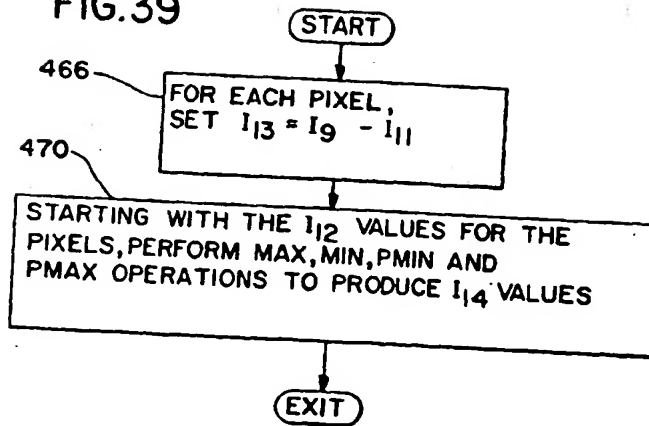 FIG.39
START
466
FOR EACH PIXEL,
SET I13 = I9 - I11
470
STARTING WITH THE I12 VALUES FOR THE
PIXELS, PERFORM MAX, MIN, PMIN AND
PMAX OPERATIONS TO PRODUCE I14 VALUES
EXIT